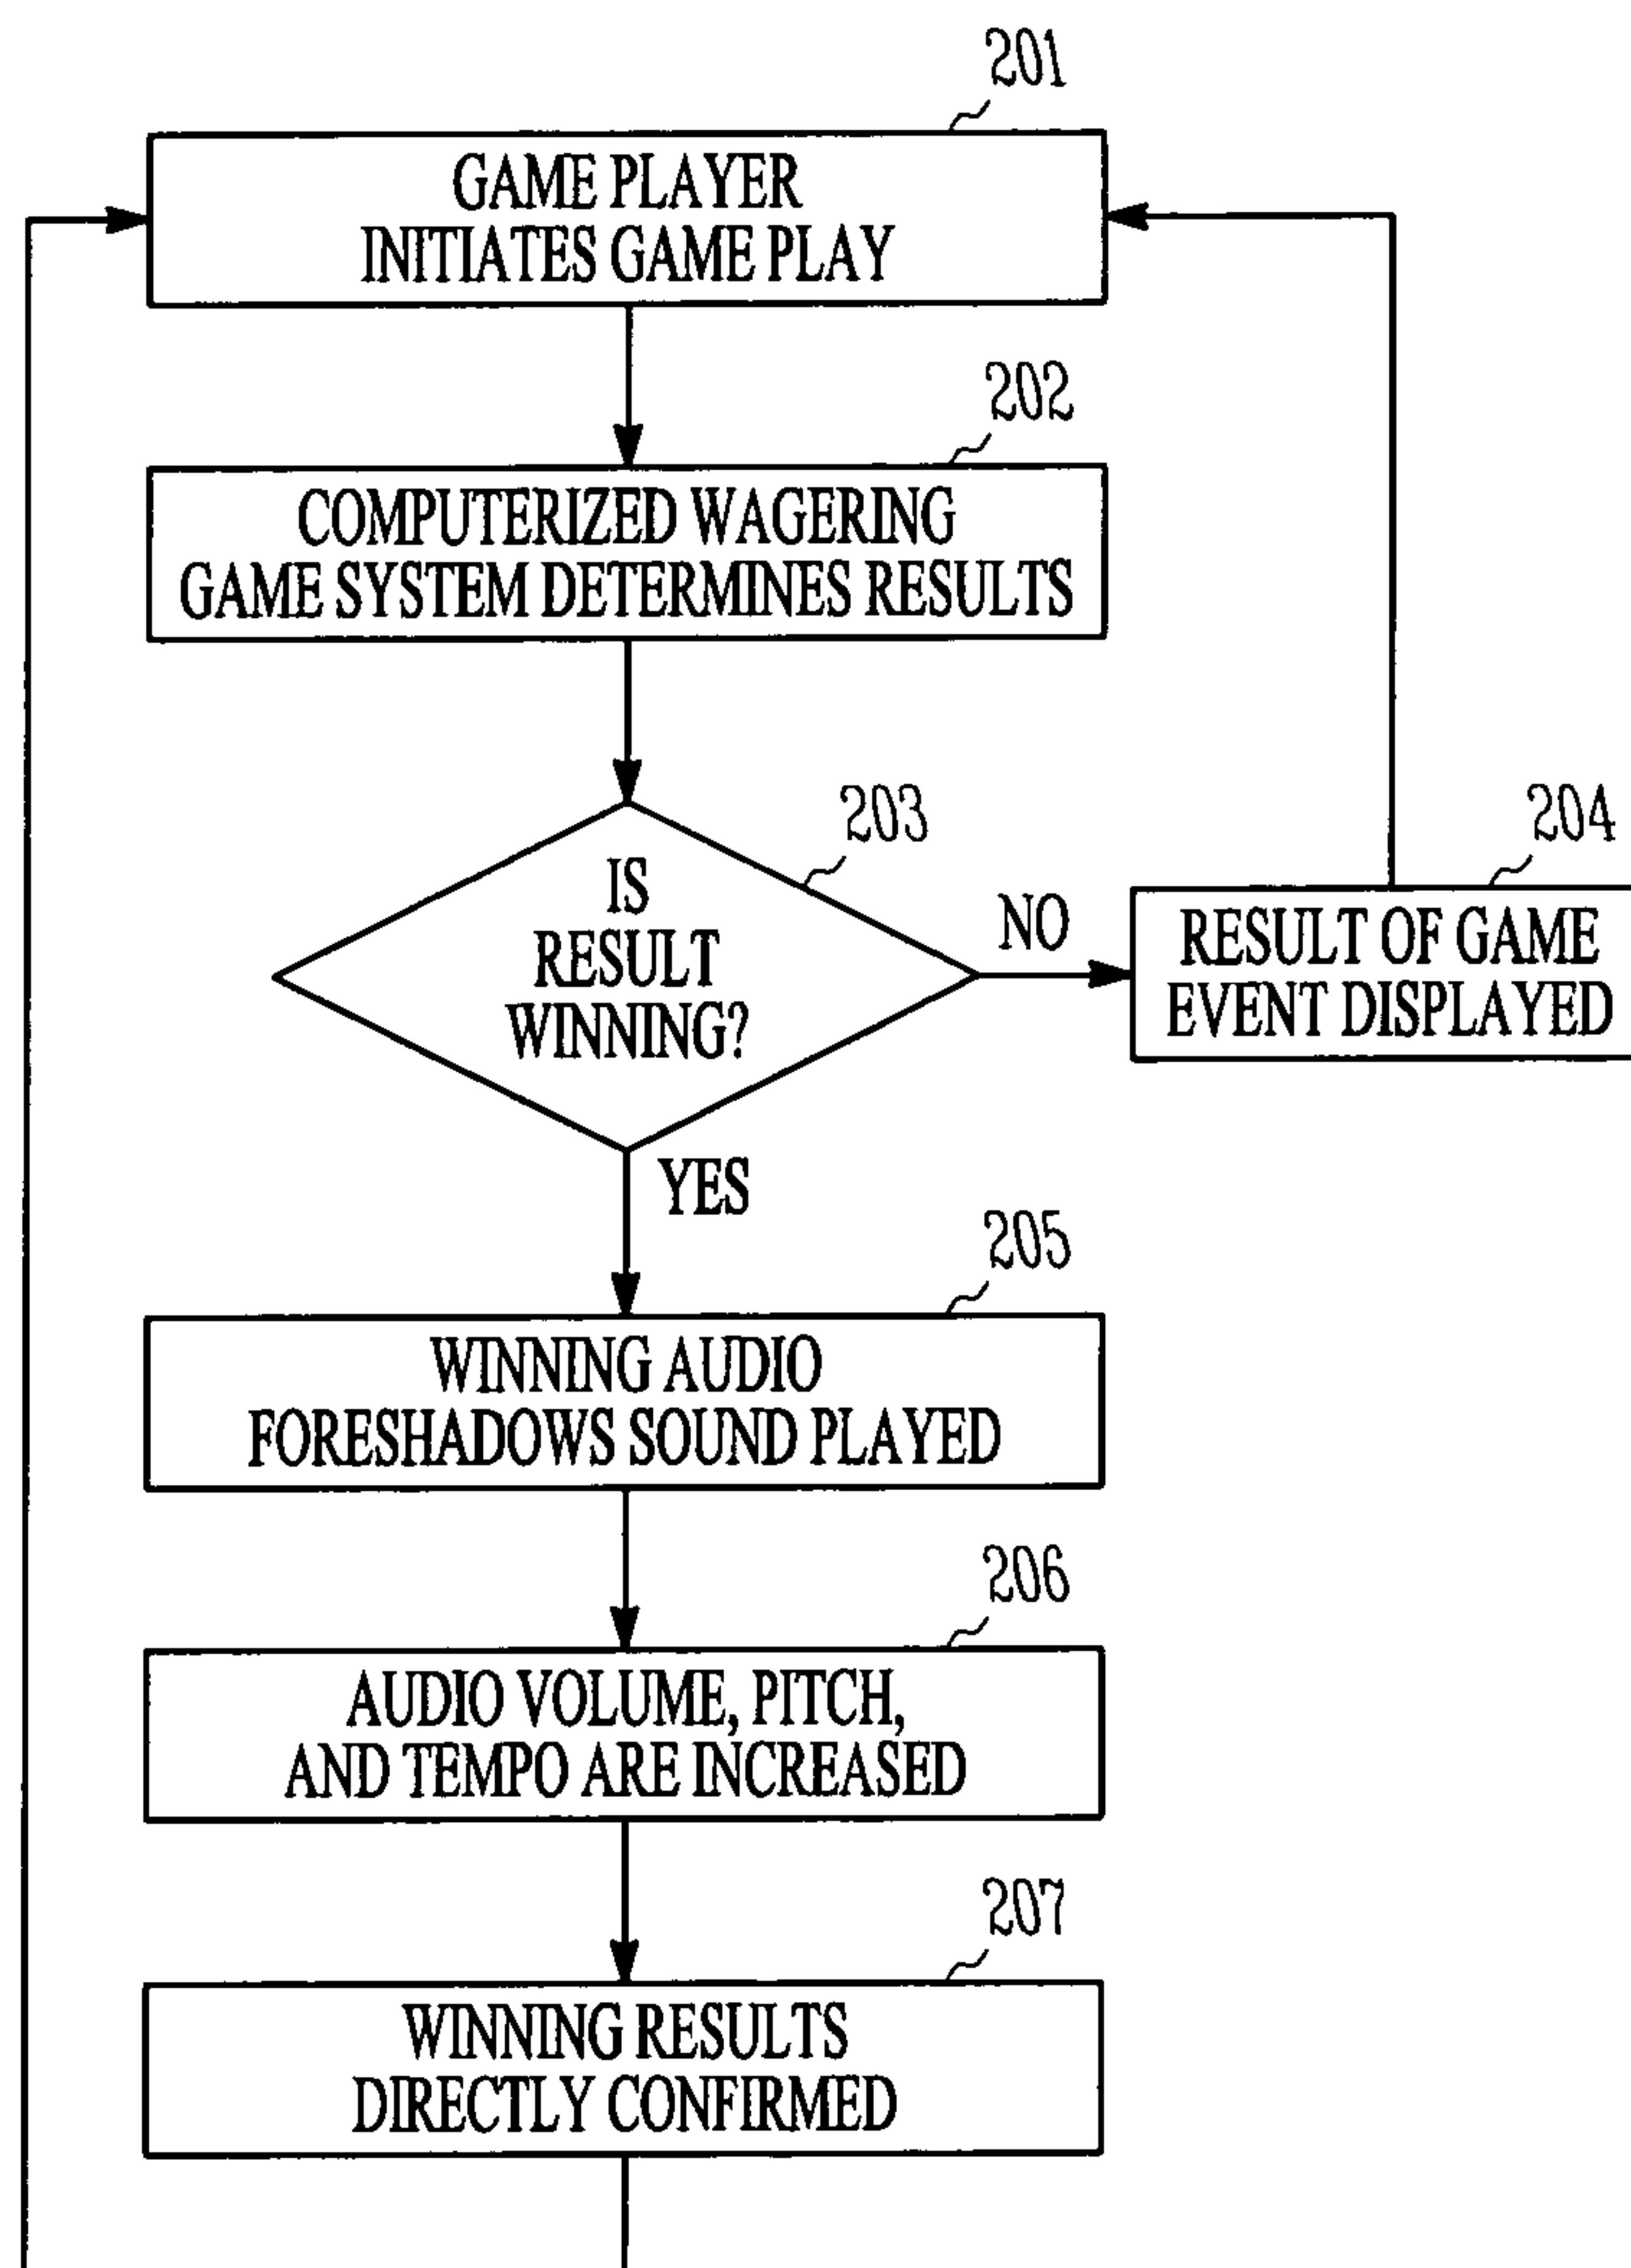 201
GAME PLAYER
INITIATES GAME PLAY
202
COMPUTERIZED WAGERING
GAME SYSTEM DETERMINES RESULTS
203
IS
RESULT
WINNING?
NO
204
RESULT OF GAME
EVENT DISPLAYED
YES
205
WINNING AUDIO
FORESHADOWS SOUND PLAYED
206
AUDIO VOLUME, PITCH,
AND TEMPO ARE INCREASED
207
WINNING RESULTS
DIRECTLY CONFIRMED